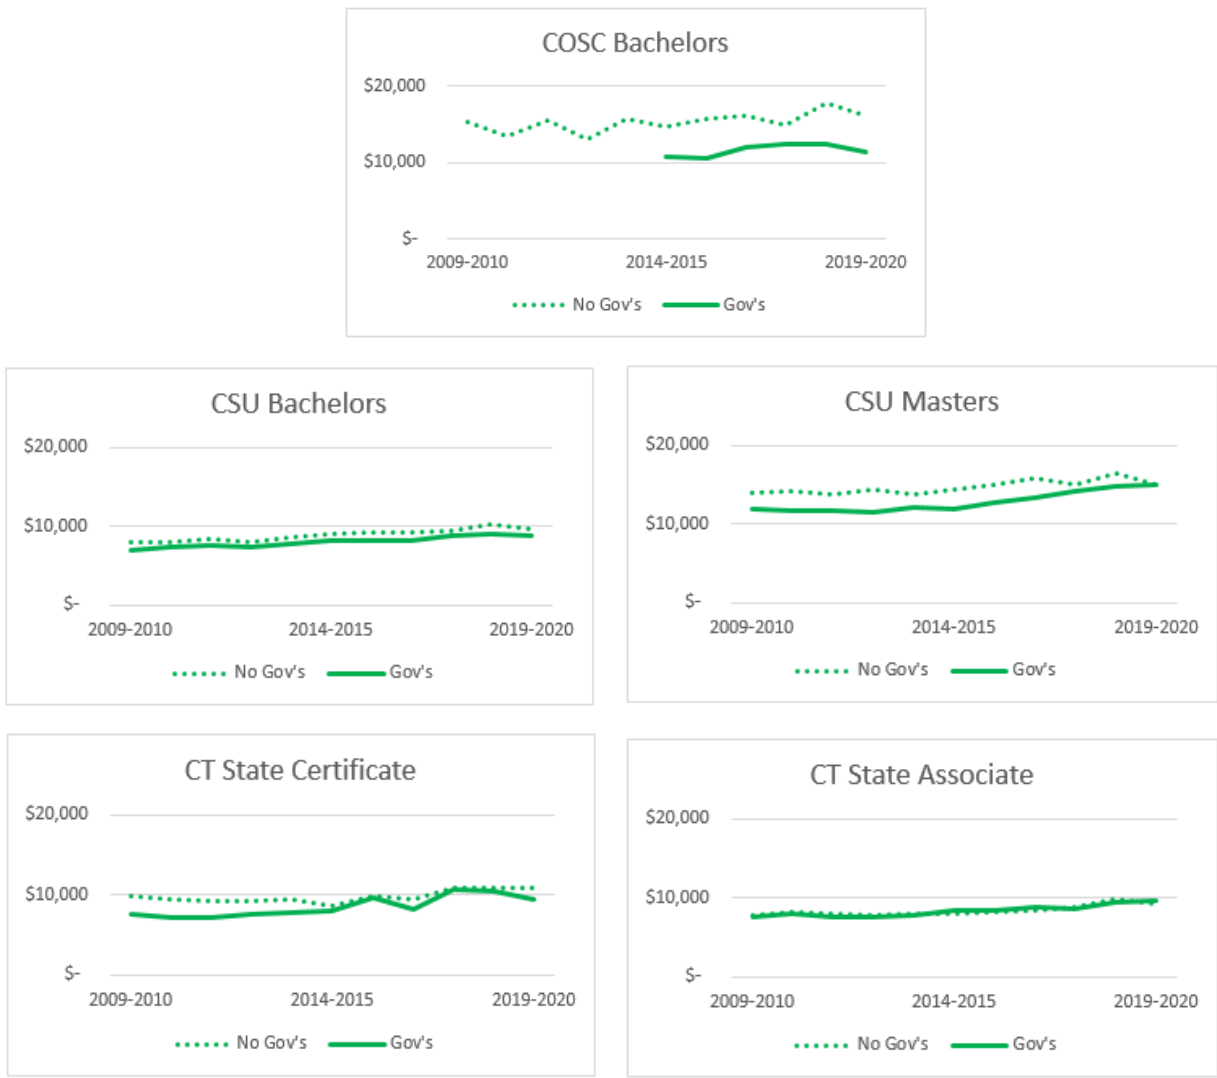 COSC Bachelors
$20,000
$10,000
$-
2009-2010 2014-2015 2019-2020
No Gov's Gov's
CSU Bachelors
$20,000
$10,000
$-
2009-2010 2014-2015 2019-2020
No Gov's Gov's
CSU Masters
$20,000
$10,000
$-
2009-2010 2014-2015 2019-2020
No Gov's Gov's
CT State Certificate
$20,000
$10,000
$-
2009-2010 2014-2015 2019-2020
No Gov's Gov's
CT State Associate
$20,000
$10,000
$-
2009-2010 2014-2015 2019-2020
No Gov's Gov's